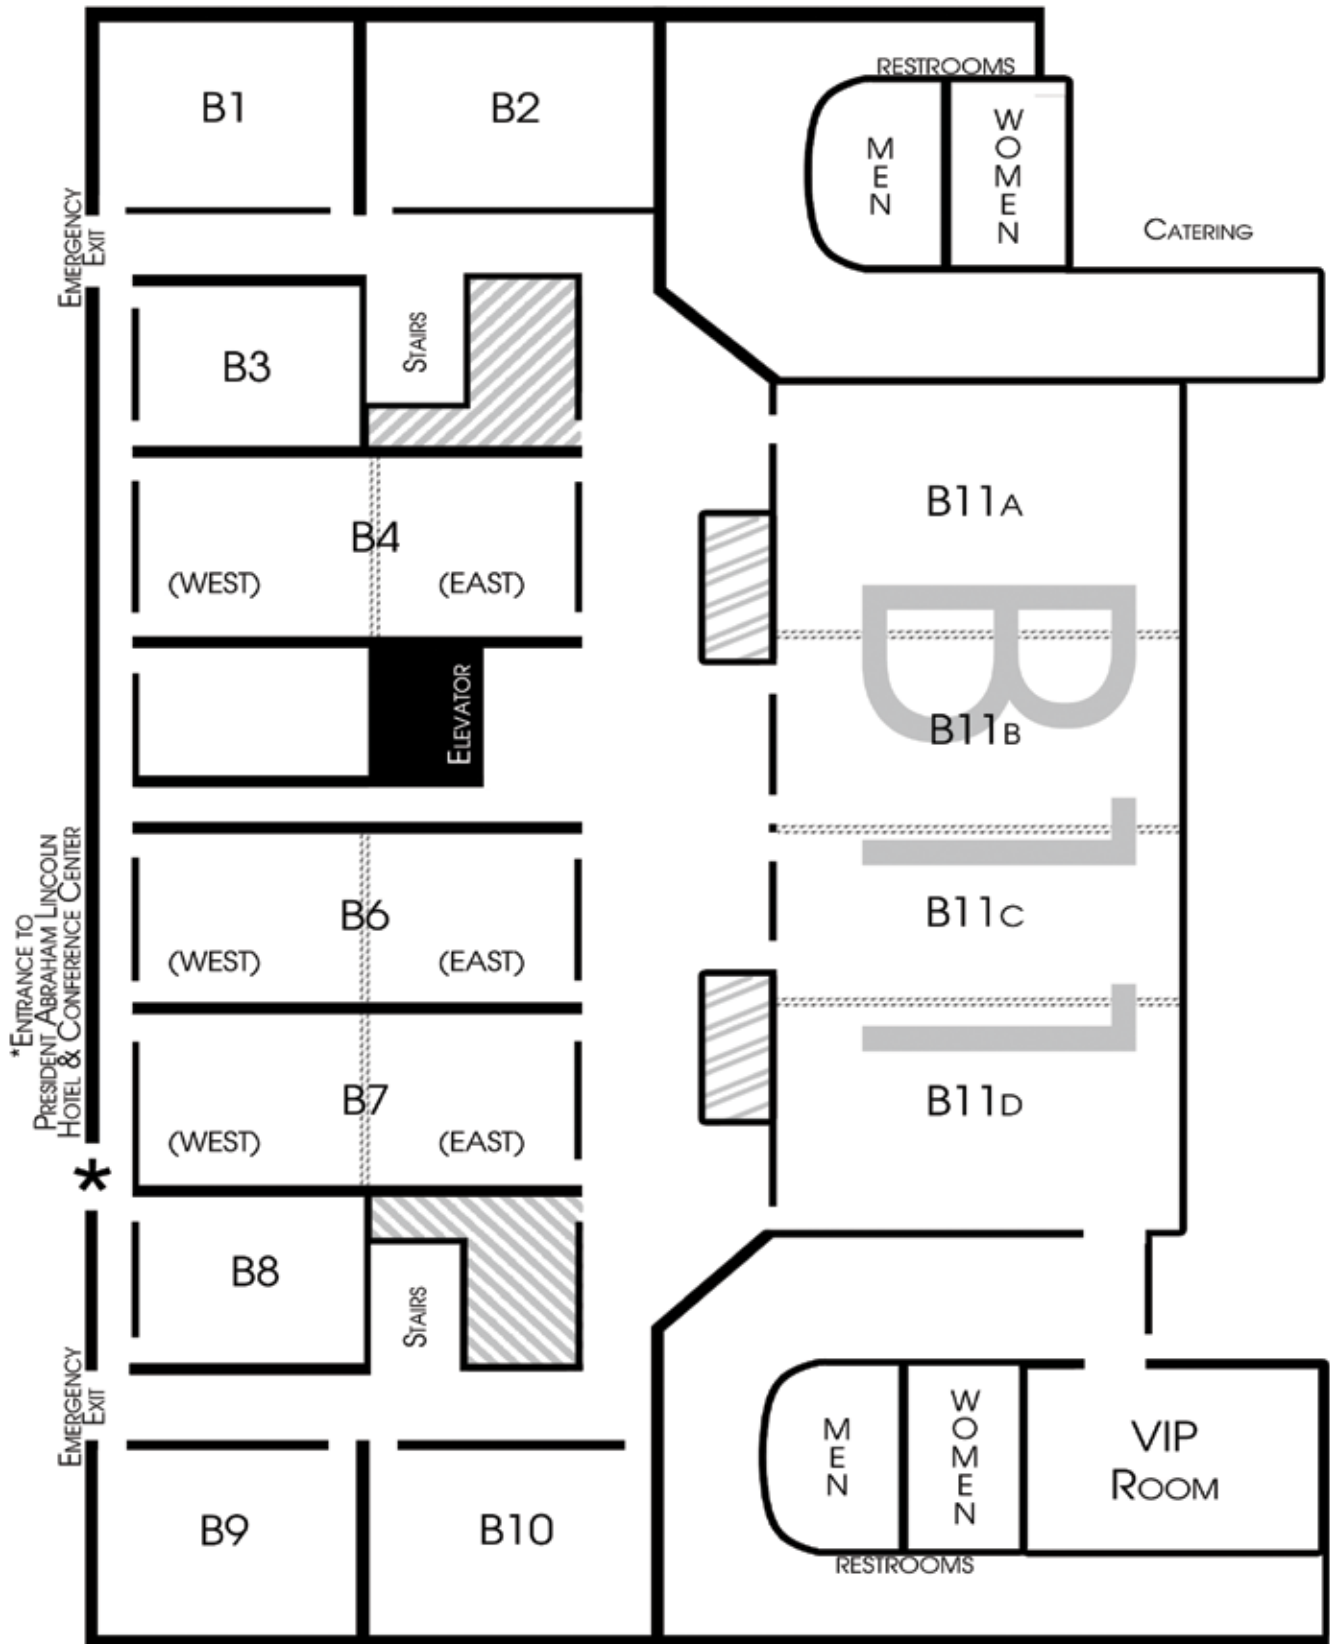 B1
B2
RESTROOMS
MEN
WOMEN
CATERING
EMERGENCY
EXIT
B3
STAIRS
B4
(WEST)
(EAST)
B11A
B11
B11B
ELEVATOR
*ENTRANCE TO
PRESIDENT ABRAHAM LINCOLN
HOTEL & CONFERENCE CENTER
B6
(WEST)
(EAST)
B11C
B7
(WEST)
(EAST)
B11D
*
B8
STAIRS
EMERGENCY
EXIT
B9
B10
MEN
WOMEN
RESTROOMS
VIP
ROOM